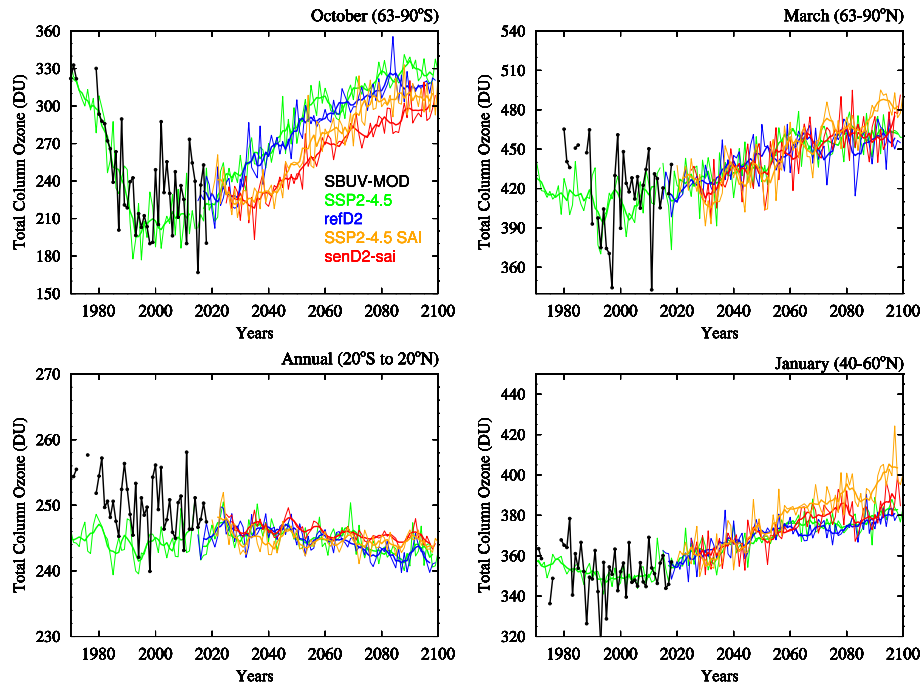 October (63-90°S)
Total Column Ozone (DU)
360
330
300
270
240
210
180
150
SBUV-MOD
SSP2-4.5
refD2
SSP2-4.5 SAI
senD2-sai
1980 2000 2020 2040 2060 2080 2100
Years
March (63-90°N)
Total Column Ozone (DU)
540
510
480
450
420
390
360
1980 2000 2020 2040 2060 2080 2100
Years
Annual (20°S to 20°N)
Total Column Ozone (DU)
270
260
250
240
230
1980 2000 2020 2040 2060 2080 2100
Years
January (40-60°N)
Total Column Ozone (DU)
440
420
400
380
360
340
320
1980 2000 2020 2040 2060 2080 2100
Years